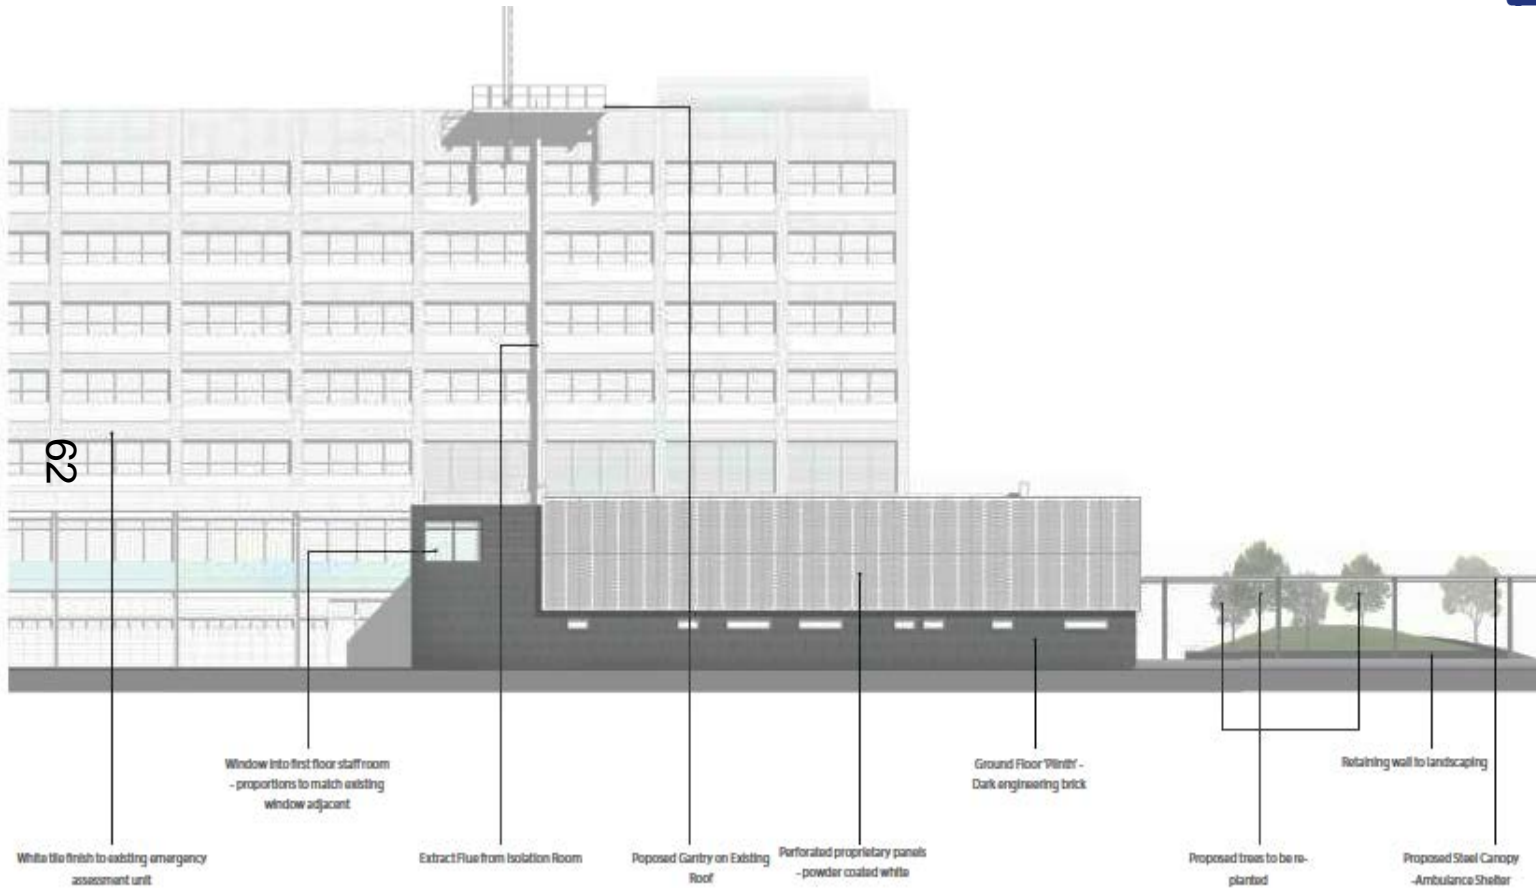 62
Window into first floor staff room
- proportions to match existing
window adjacent
Ground Floor 'Plinth' -
Dark engineering brick
Retaining wall to landscaping
White tile finish to existing emergency
assessment unit
Extract Flue from Isolation Room
Poposed Gantry on Existing
Roof
Perforated proprietary panels
- powder coated white
Proposed trees to be re-
planted
Proposed Steel Canopy
-Ambulance Shelter